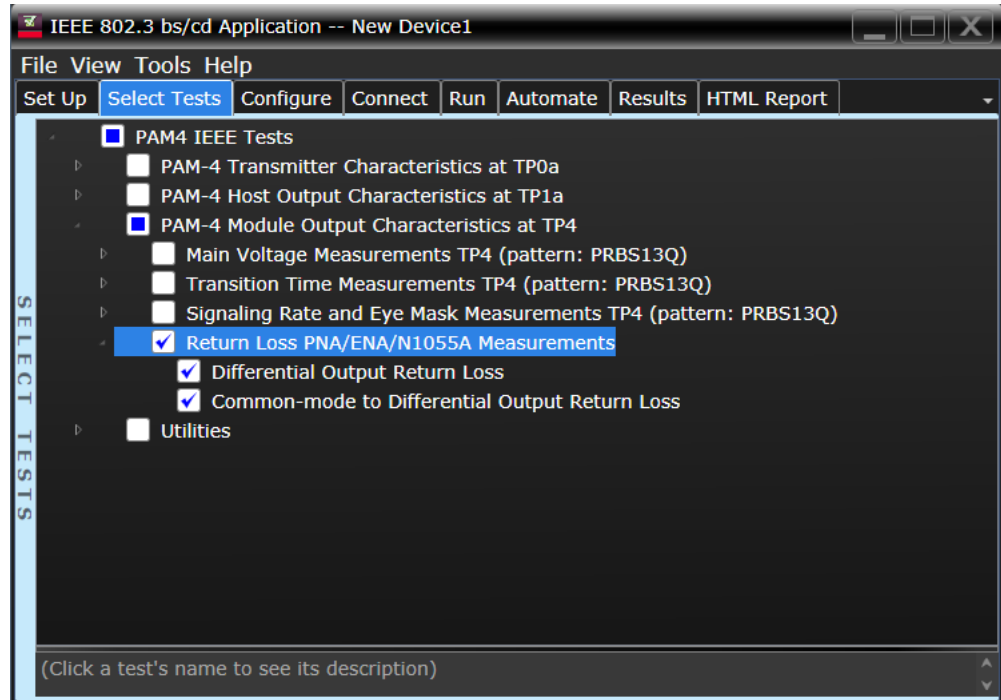 IEEE 802.3 bs/cd Application -- New Device1
File View Tools Help
Set Up Select Tests Configure Connect Run Automate Results HTML Report
PAM4 IEEE Tests
PAM-4 Transmitter Characteristics at TP0a
PAM-4 Host Output Characteristics at TP1a
PAM-4 Module Output Characteristics at TP4
Main Voltage Measurements TP4 (pattern: PRBS13Q)
Transition Time Measurements TP4 (pattern: PRBS13Q)
Signaling Rate and Eye Mask Measurements TP4 (pattern: PRBS13Q)
Return Loss PNA/ENA/N1055A Measurements
Differential Output Return Loss
Common-mode to Differential Output Return Loss
Utilities
SELECT TESTS
(Click a test's name to see its description)